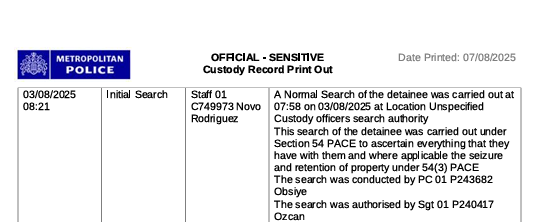 METROPOLITAN
POLICE
OFFICIAL - SENSITIVE
Custody Record Print Out
Date Printed: 07/08/2025
03/08/2025
08:21
Initial Search
Staff 01
C749973 Novo
Rodriguez
A Normal Search of the detainee was carried out at
07:58 on 03/08/2025 at Location Unspecified
Custody officers search authority
This search of the detainee was carried out under
Section 54 PACE to ascertain everything that they
have with them and where applicable the seizure
and retention of property under 54(3) PACE
The search was conducted by PC 01 P243682
Obsiye
The search was authorised by Sgt 01 P240417
Ozcan